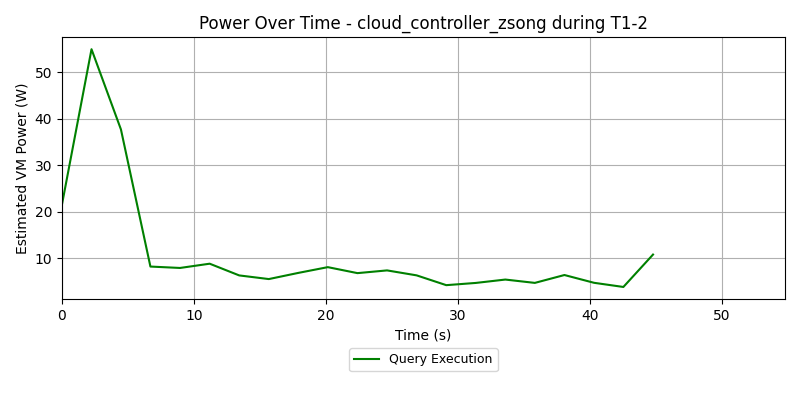 Power Over Time - cloud_controller_zsong during T1-2
Estimated VM Power (W)
50
40
30
20
10
0 10 20 30 40 50
Time (s)
Query Execution